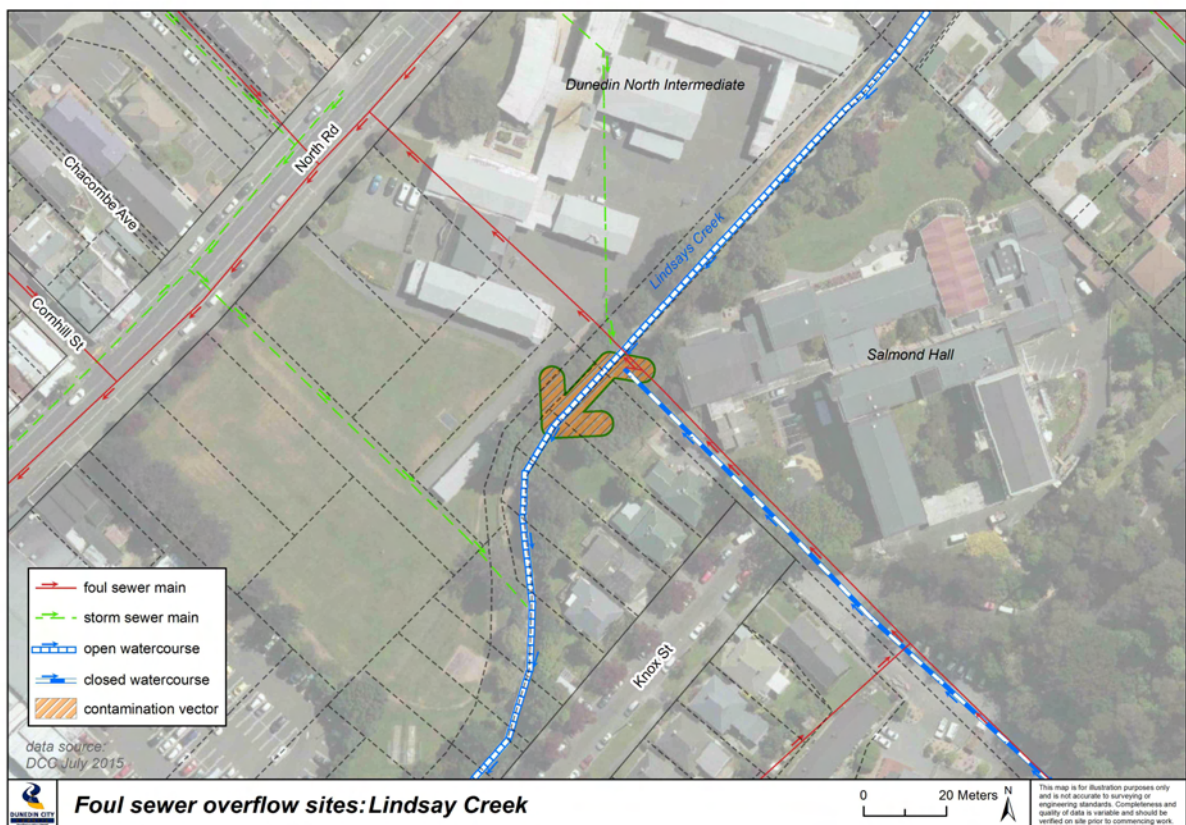 Dunedin North Intermediate
North Rd
Chacombe Ave
Lindsays Creek
Cornhill St
Salmond Hall
Knox St
foul sewer main
storm sewer main
open watercourse
closed watercourse
contamination vector
data source:
DCC July 2015
DUNEDIN CITY
Foul sewer overflow sites: Lindsay Creek
0 20 Meters
N
This map is for illustration purposes only
and is not accurate to surveying or
engineering standards. Completeness and
quality of data is variable and should be
verified on site prior to commencing work.